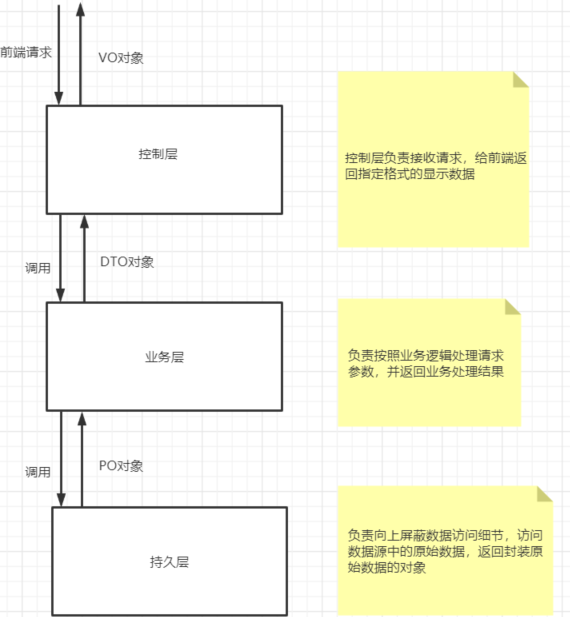 前端请求
VO对象
控制层
控制层负责接收请求，给前端返
回指定格式的显示数据
调用
DTO对象
业务层
负责按照业务逻辑处理请求
参数，并返回业务处理结果
调用
PO对象
持久层
负责向上屏蔽数据访问细节，访问
数据源中的原始数据，返回封装原
始数据的对象